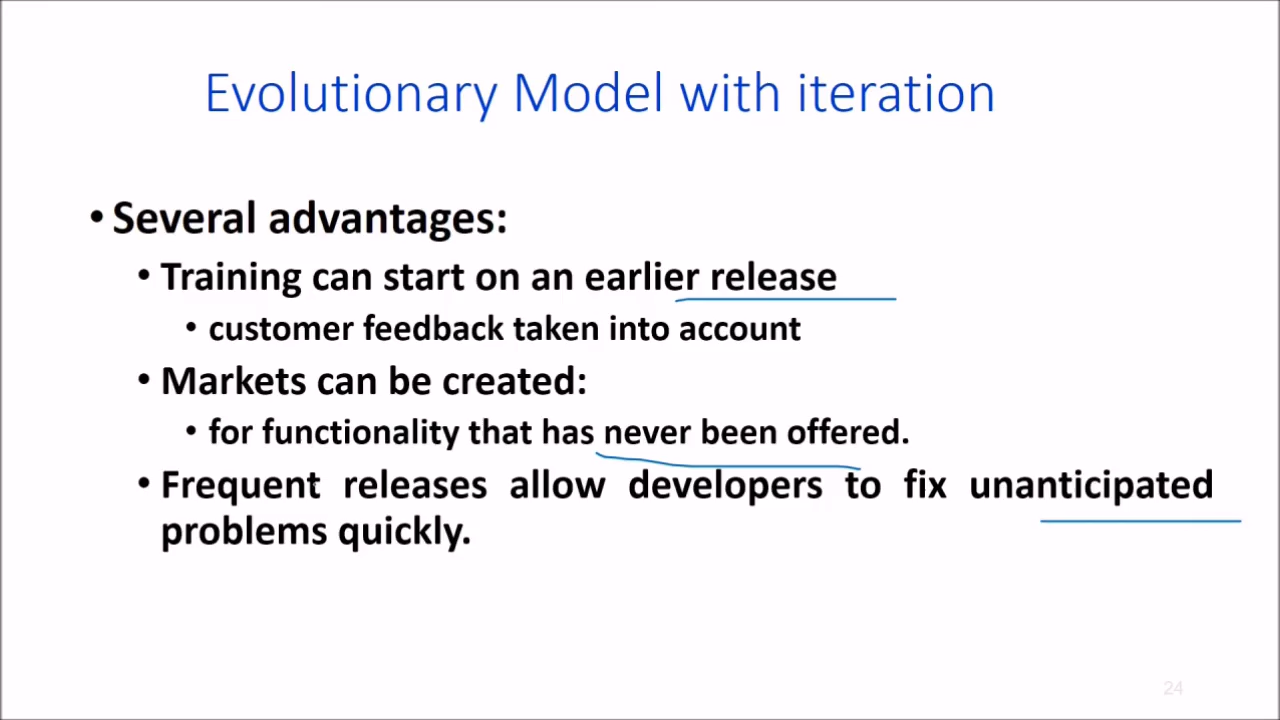 Evolutionary Model with iteration
• Several advantages:
• Training can start on an earlier release
• customer feedback taken into account
• Markets can be created:
• for functionality that has never been offered.
• Frequent releases allow developers to fix unanticipated
problems quickly.
24